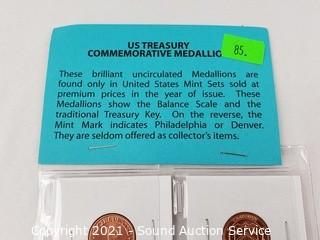 US TREASURY
COMMEMORATIVE MEDALLIO
85.
These brilliant uncirculated Medallions are
found only in United States Mint Sets sold at
premium prices in the year of issue. These
Medallions show the Balance Scale and the
traditional Treasury Key. On the reverse, the
Mint Mark indicates Philadelphia or Denver.
They are seldom offered as collector's items.
Copyright 2021 - Sound Auction Service